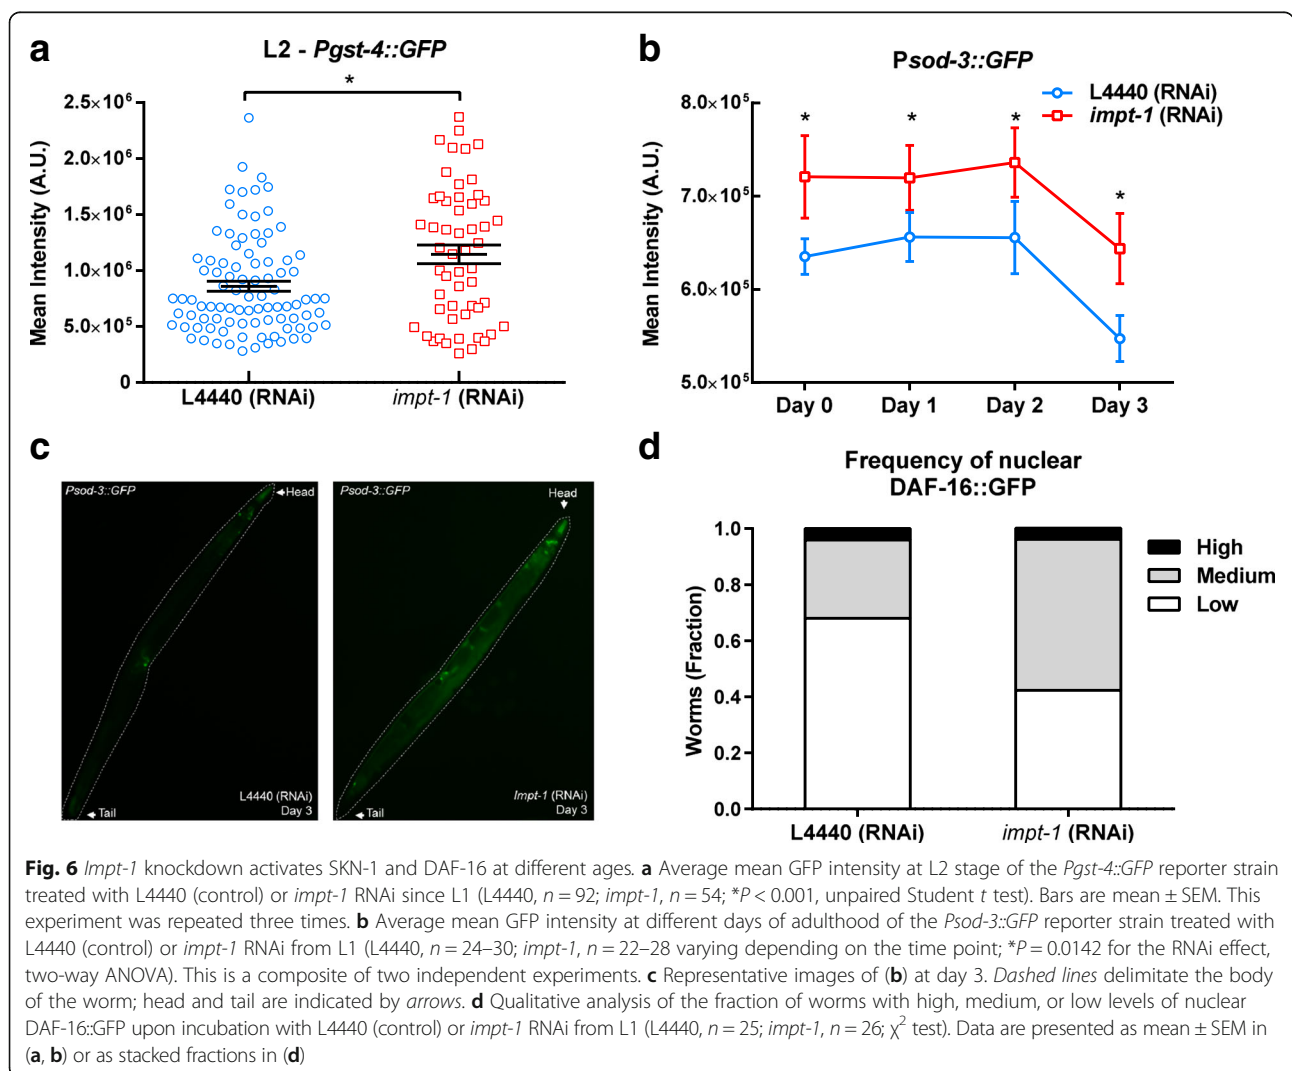 a
L2 - Pgst-4::GFP
*
Mean Intensity (A.U.)
2.5×10⁶
2.0×10⁶
1.5×10⁶
1.0×10⁶
5.0×10⁵
0
L4440 (RNAi)
impt-1 (RNAi)
b
Psod-3::GFP
L4440 (RNAi)
impt-1 (RNAi)
Mean Intensity (A.U.)
8.0×10⁵
7.0×10⁵
6.0×10⁵
5.0×10⁵
* * * *
Day 0 Day 1 Day 2 Day 3
c
Psod-3::GFP
Head
Tail
L4440 (RNAi)
Day 3
Psod-3::GFP
Head
Tail
Impt-1 (RNAi)
Day 3
d
Frequency of nuclear
DAF-16::GFP
Worms (Fraction)
1.0
0.8
0.6
0.4
0.2
0.0
High
Medium
Low
L4440 (RNAi)
impt-1 (RNAi)
Fig. 6 Impt-1 knockdown activates SKN-1 and DAF-16 at different ages. a Average mean GFP intensity at L2 stage of the Pgst-4::GFP reporter strain
treated with L4440 (control) or impt-1 RNAi since L1 (L4440, n = 92; impt-1, n = 54; *P < 0.001, unpaired Student t test). Bars are mean ± SEM. This
experiment was repeated three times. b Average mean GFP intensity at different days of adulthood of the Psod-3::GFP reporter strain treated with
L4440 (control) or impt-1 RNAi from L1 (L4440, n = 24–30; impt-1, n = 22–28 varying depending on the time point; *P = 0.0142 for the RNAi effect,
two-way ANOVA). This is a composite of two independent experiments. c Representative images of (b) at day 3. Dashed lines delimitate the body
of the worm; head and tail are indicated by arrows. d Qualitative analysis of the fraction of worms with high, medium, or low levels of nuclear
DAF-16::GFP upon incubation with L4440 (control) or impt-1 RNAi from L1 (L4440, n = 25; impt-1, n = 26; χ² test). Data are presented as mean ± SEM in
(a, b) or as stacked fractions in (d)